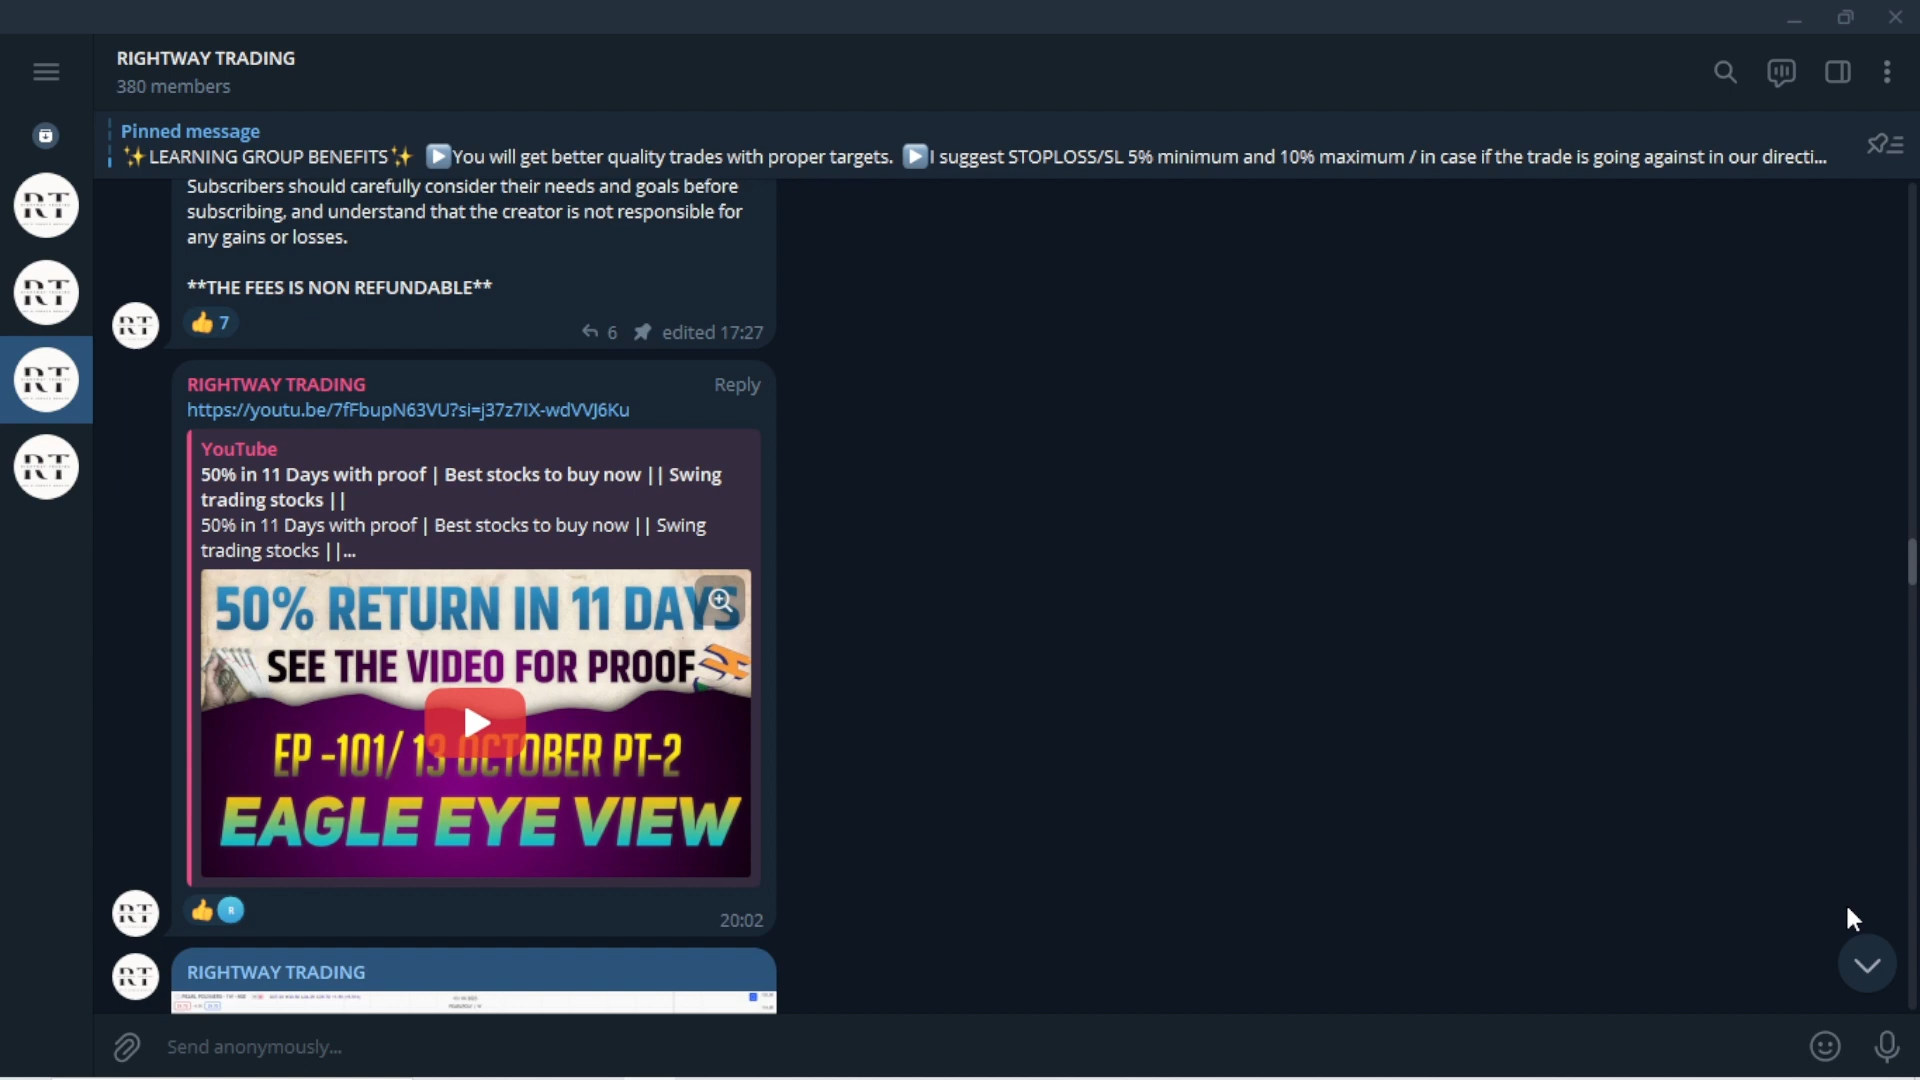 RIGHTWAY TRADING
380 members
Pinned message
✨LEARNING GROUP BENEFITS✨ ▶️You will get better quality trades with proper targets. ▶️I suggest STOPLOSS/SL 5% minimum and 10% maximum / in case if the trade is going against in our directi...
RT
RT
RT
RT
Subscribers should carefully consider their needs and goals before
subscribing, and understand that the creator is not responsible for
any gains or losses.
**THE FEES IS NON REFUNDABLE**
RT
👍 7
6 edited 17:27
RIGHTWAY TRADING
Reply
https://youtu.be/7fFbupN63VU?si=j37z7IX-wdVVJ6Ku
YouTube
50% in 11 Days with proof | Best stocks to buy now || Swing
trading stocks ||
50% in 11 Days with proof | Best stocks to buy now || Swing
trading stocks ||...
50% RETURN IN 11 DAYS
SEE THE VIDEO FOR PROOF
EP -101/ 13 OCTOBER PT-2
EAGLE EYE VIEW
RT
👍 R
20:02
RT
RIGHTWAY TRADING
Send anonymously...